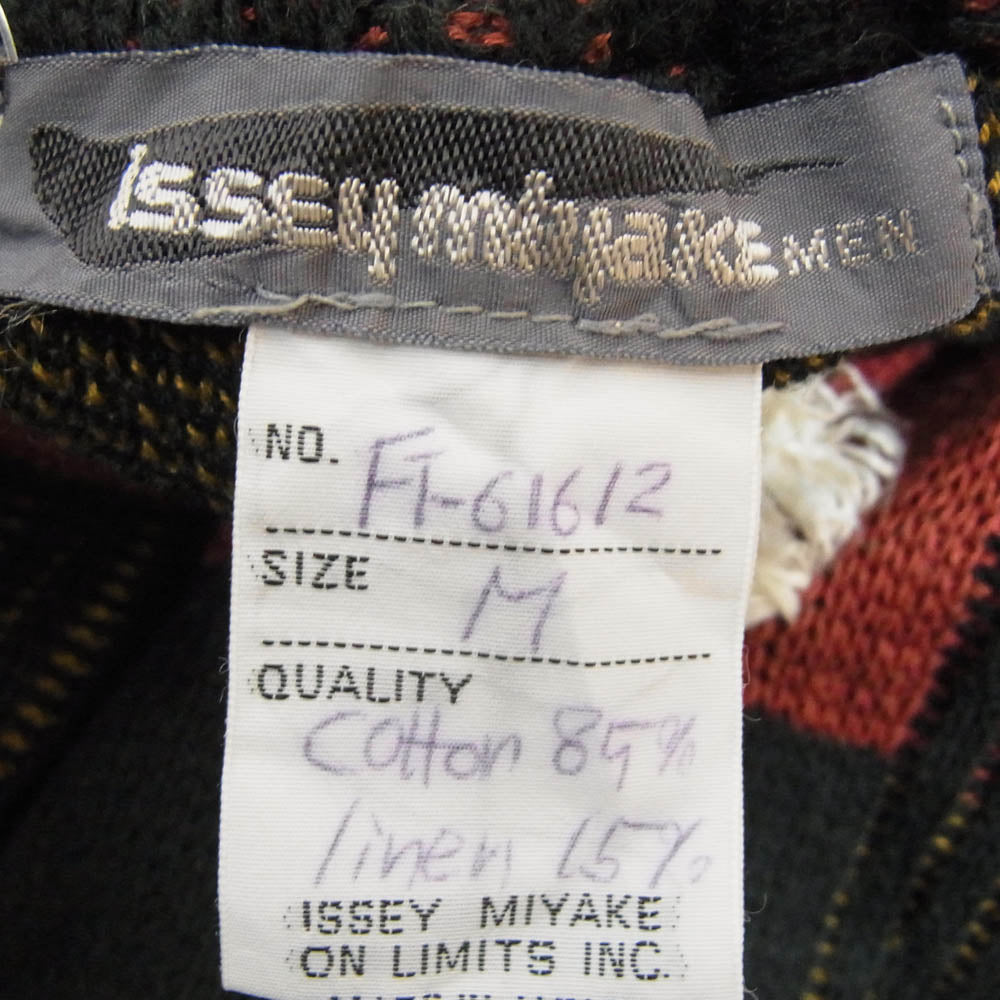 issey miyake MEN
NO. FI-61612
SIZE M
QUALITY
Cotton 85%
linen 15%
ISSEY MIYAKE
ON LIMITS INC.